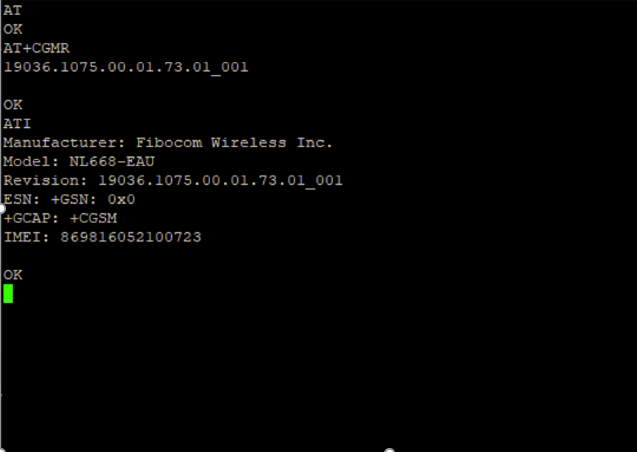 AT
OK
AT+CGMR
19036.1075.00.01.73.01_001
OK
ATI
Manufacturer: Fibocom Wireless Inc.
Model: NL668-EAU
Revision: 19036.1075.00.01.73.01_001
ESN: +GSN: 0x0
+GCAP: +CGSM
IMEI: 869816052100723
OK